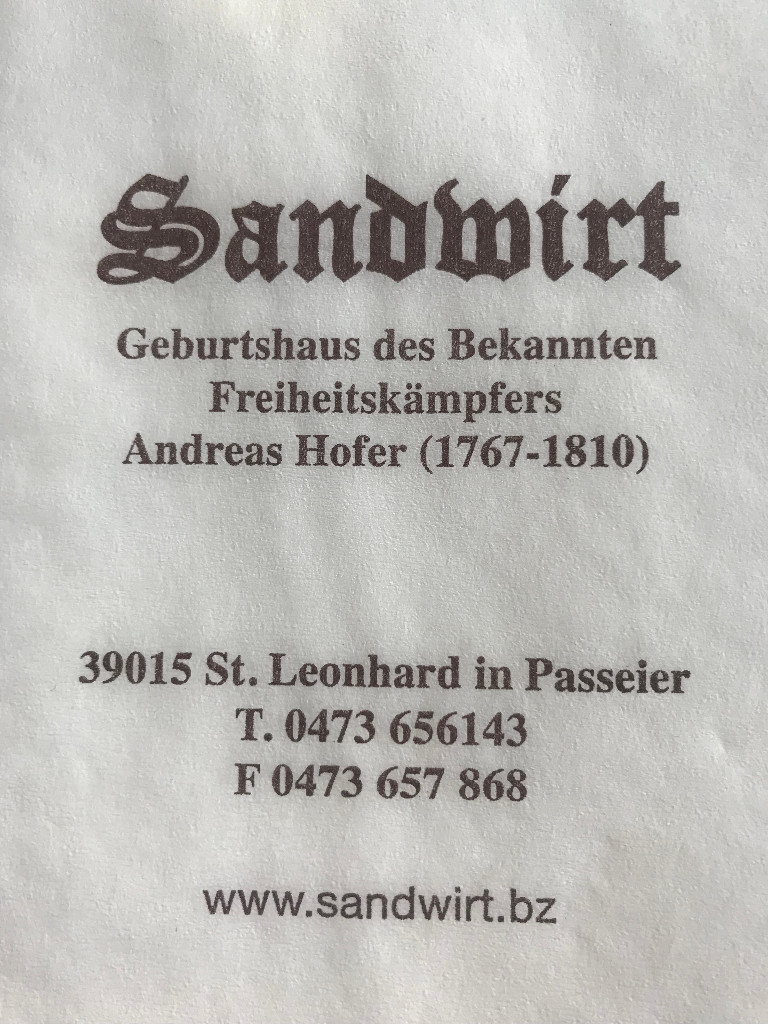 Sandwirt
Geburtshaus des Bekannten
Freiheitskämpfers
Andreas Hofer (1767-1810)
39015 St. Leonhard in Passeier
T. 0473 656143
F 0473 657 868
www.sandwirt.bz